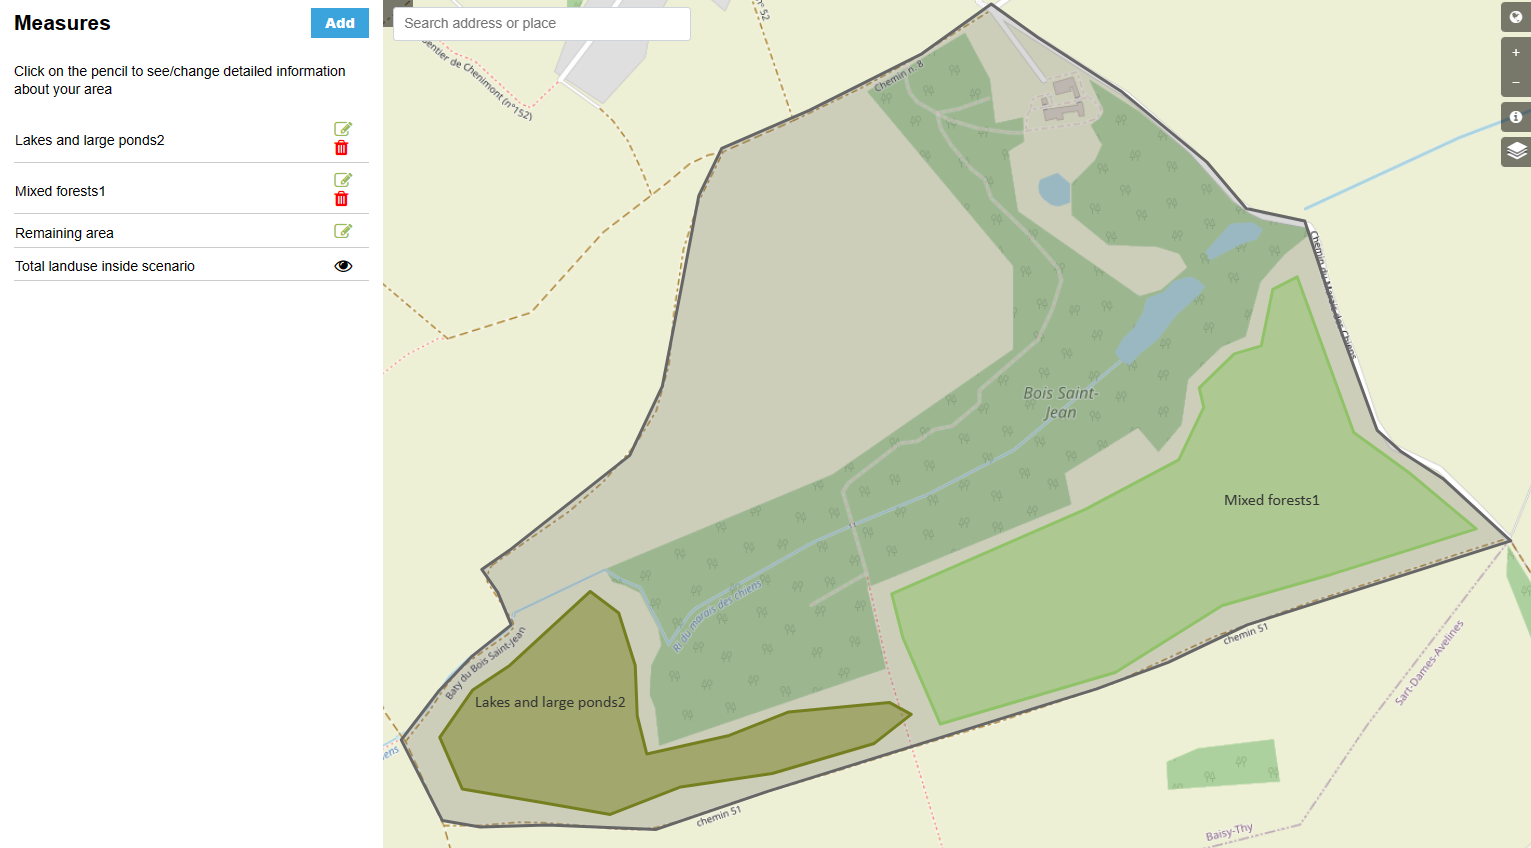 Measures
Add
Click on the pencil to see/change detailed information
about your area
Lakes and large ponds2
Mixed forests1
Remaining area
Total landuse inside scenario
Search address or place
n° 52
entier de Chenimont (n°152)
Chemin n. 8
Chemin du Marais des Chiens
Bois Saint-
Jean
Mixed forests1
Ri du marais des chiens
Baty du Bois Saint-Jean
Lakes and large ponds2
chemin 51
chemin 51
Sart-Dames-Avelines
Baisy-Thy
iens
+
−